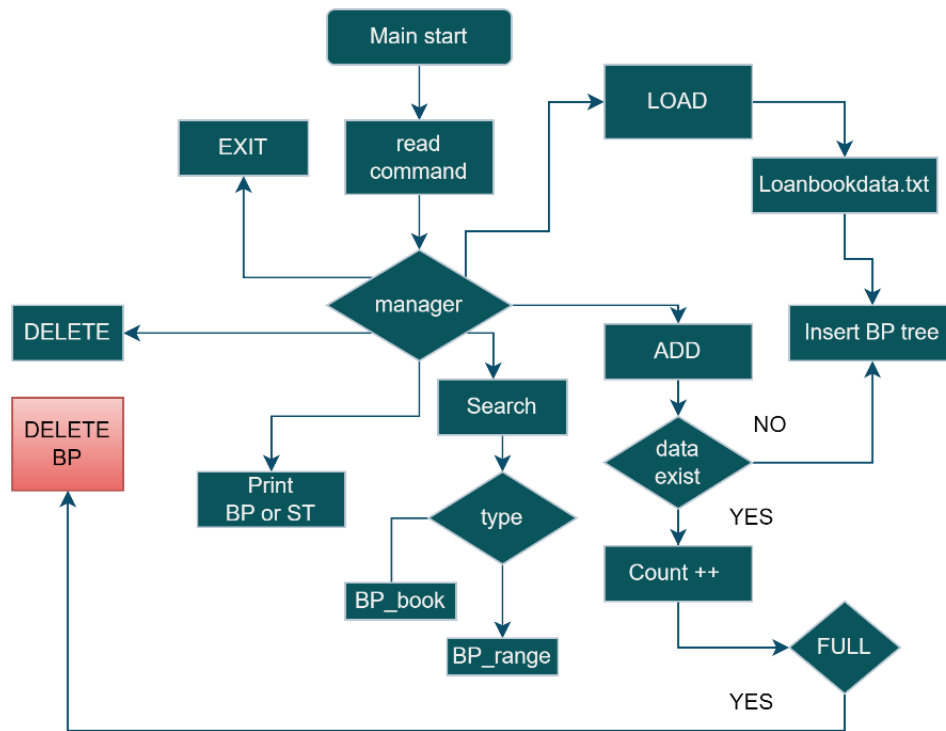 Main start
LOAD
EXIT
read
command
Loanbookdata.txt
manager
DELETE
ADD
Insert BP tree
Search
DELETE
BP
NO
data
exist
Print
BP or ST
type
YES
Count ++
BP_book
BP_range
FULL
YES